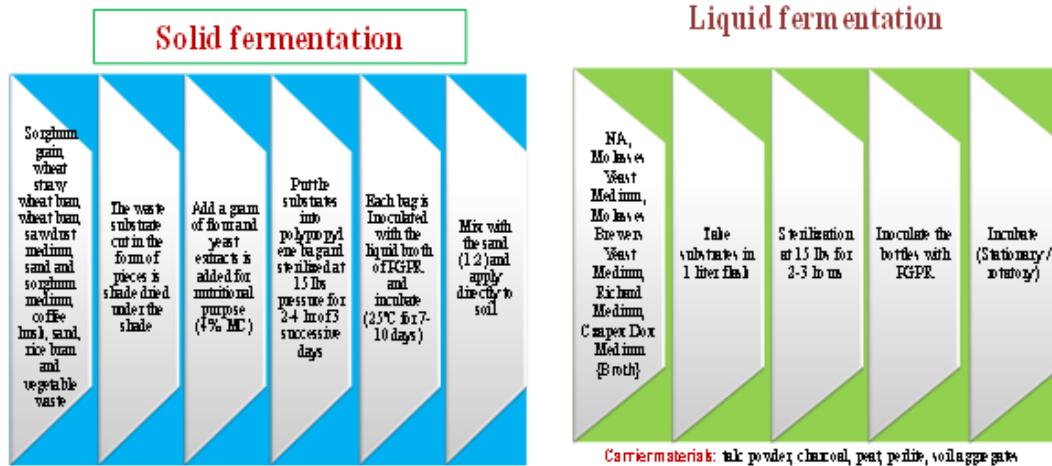 Solid fermentation
Sorghum
grain,
wheat
straw
wheat bran,
wheat bran,
sawdust
medium,
sand and
sorghum
medium,
coffee
husk, sand,
rice bran
and
vegetable
waste
The waste
substrate
cut in the
form of
pieces is
shade dried
under the
shade
Add a gram
of flour and
yeast
extracts is
added for
nutritional
purpose
(4% MC)
Put the
substrates
into
polypropyl
ene bag and
sterilized at
15 lbs
pressure for
2-4 hr of 3
successive
days
Each bag is
Inoculated
with the
liquid broth
of PGPR
and
incubate
(25°C for 7-
10 days)
Mix with
the sand
(1:2) and
apply
directly to
soil
Liquid fermentation
NA,
Molasses
Yeast
Medium,
Molasses
Brewers
Yeast
Medium,
Richard
Medium,
Czapex Dox
Medium
{Broth}
Take
substrates in
1 liter flask
Sterilization
at 15 lbs for
2-3 hours
Inoculate the
bottles with
PGPR
Incubate
(Stationary /
rotatory)
Carrier materials: talc powder, charcoal, peat, perlite, soil aggregates